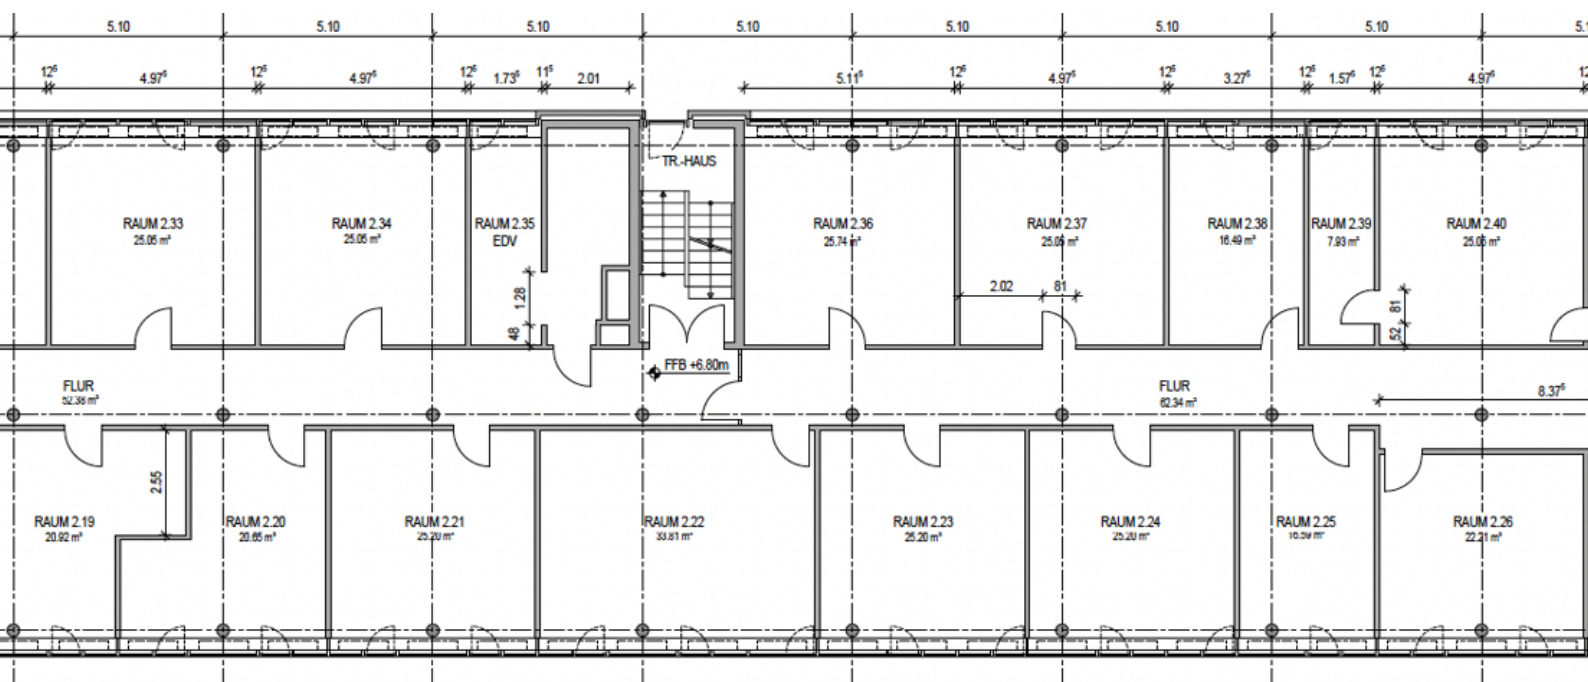 5.10 5.10 5.10 5.10 5.10 5.10 5.10
12⁵ 4.97⁵ 12⁵ 4.97⁵ 12⁵ 1.73⁵ 11⁵ 2.01 5.11⁵ 12⁵ 4.97⁵ 12⁵ 3.27⁵ 12⁵ 1.57⁵ 12⁵ 4.97⁵
TR.-HAUS
RAUM 2.33
25.05 m²
RAUM 2.34
25.05 m²
RAUM 2.35
EDV
RAUM 2.36
25.74 m²
RAUM 2.37
25.05 m²
RAUM 2.38
16.49 m²
RAUM 2.39
7.93 m²
RAUM 2.40
25.05 m²
1.28
48
2.02 81
81
52
FFB +6.80m
FLUR
52.38 m²
FLUR
62.34 m²
8.37⁵
2.55
RAUM 2.19
20.92 m²
RAUM 2.20
20.65 m²
RAUM 2.21
25.20 m²
RAUM 2.22
33.81 m²
RAUM 2.23
25.20 m²
RAUM 2.24
25.20 m²
RAUM 2.25
16.59 m²
RAUM 2.26
22.21 m²